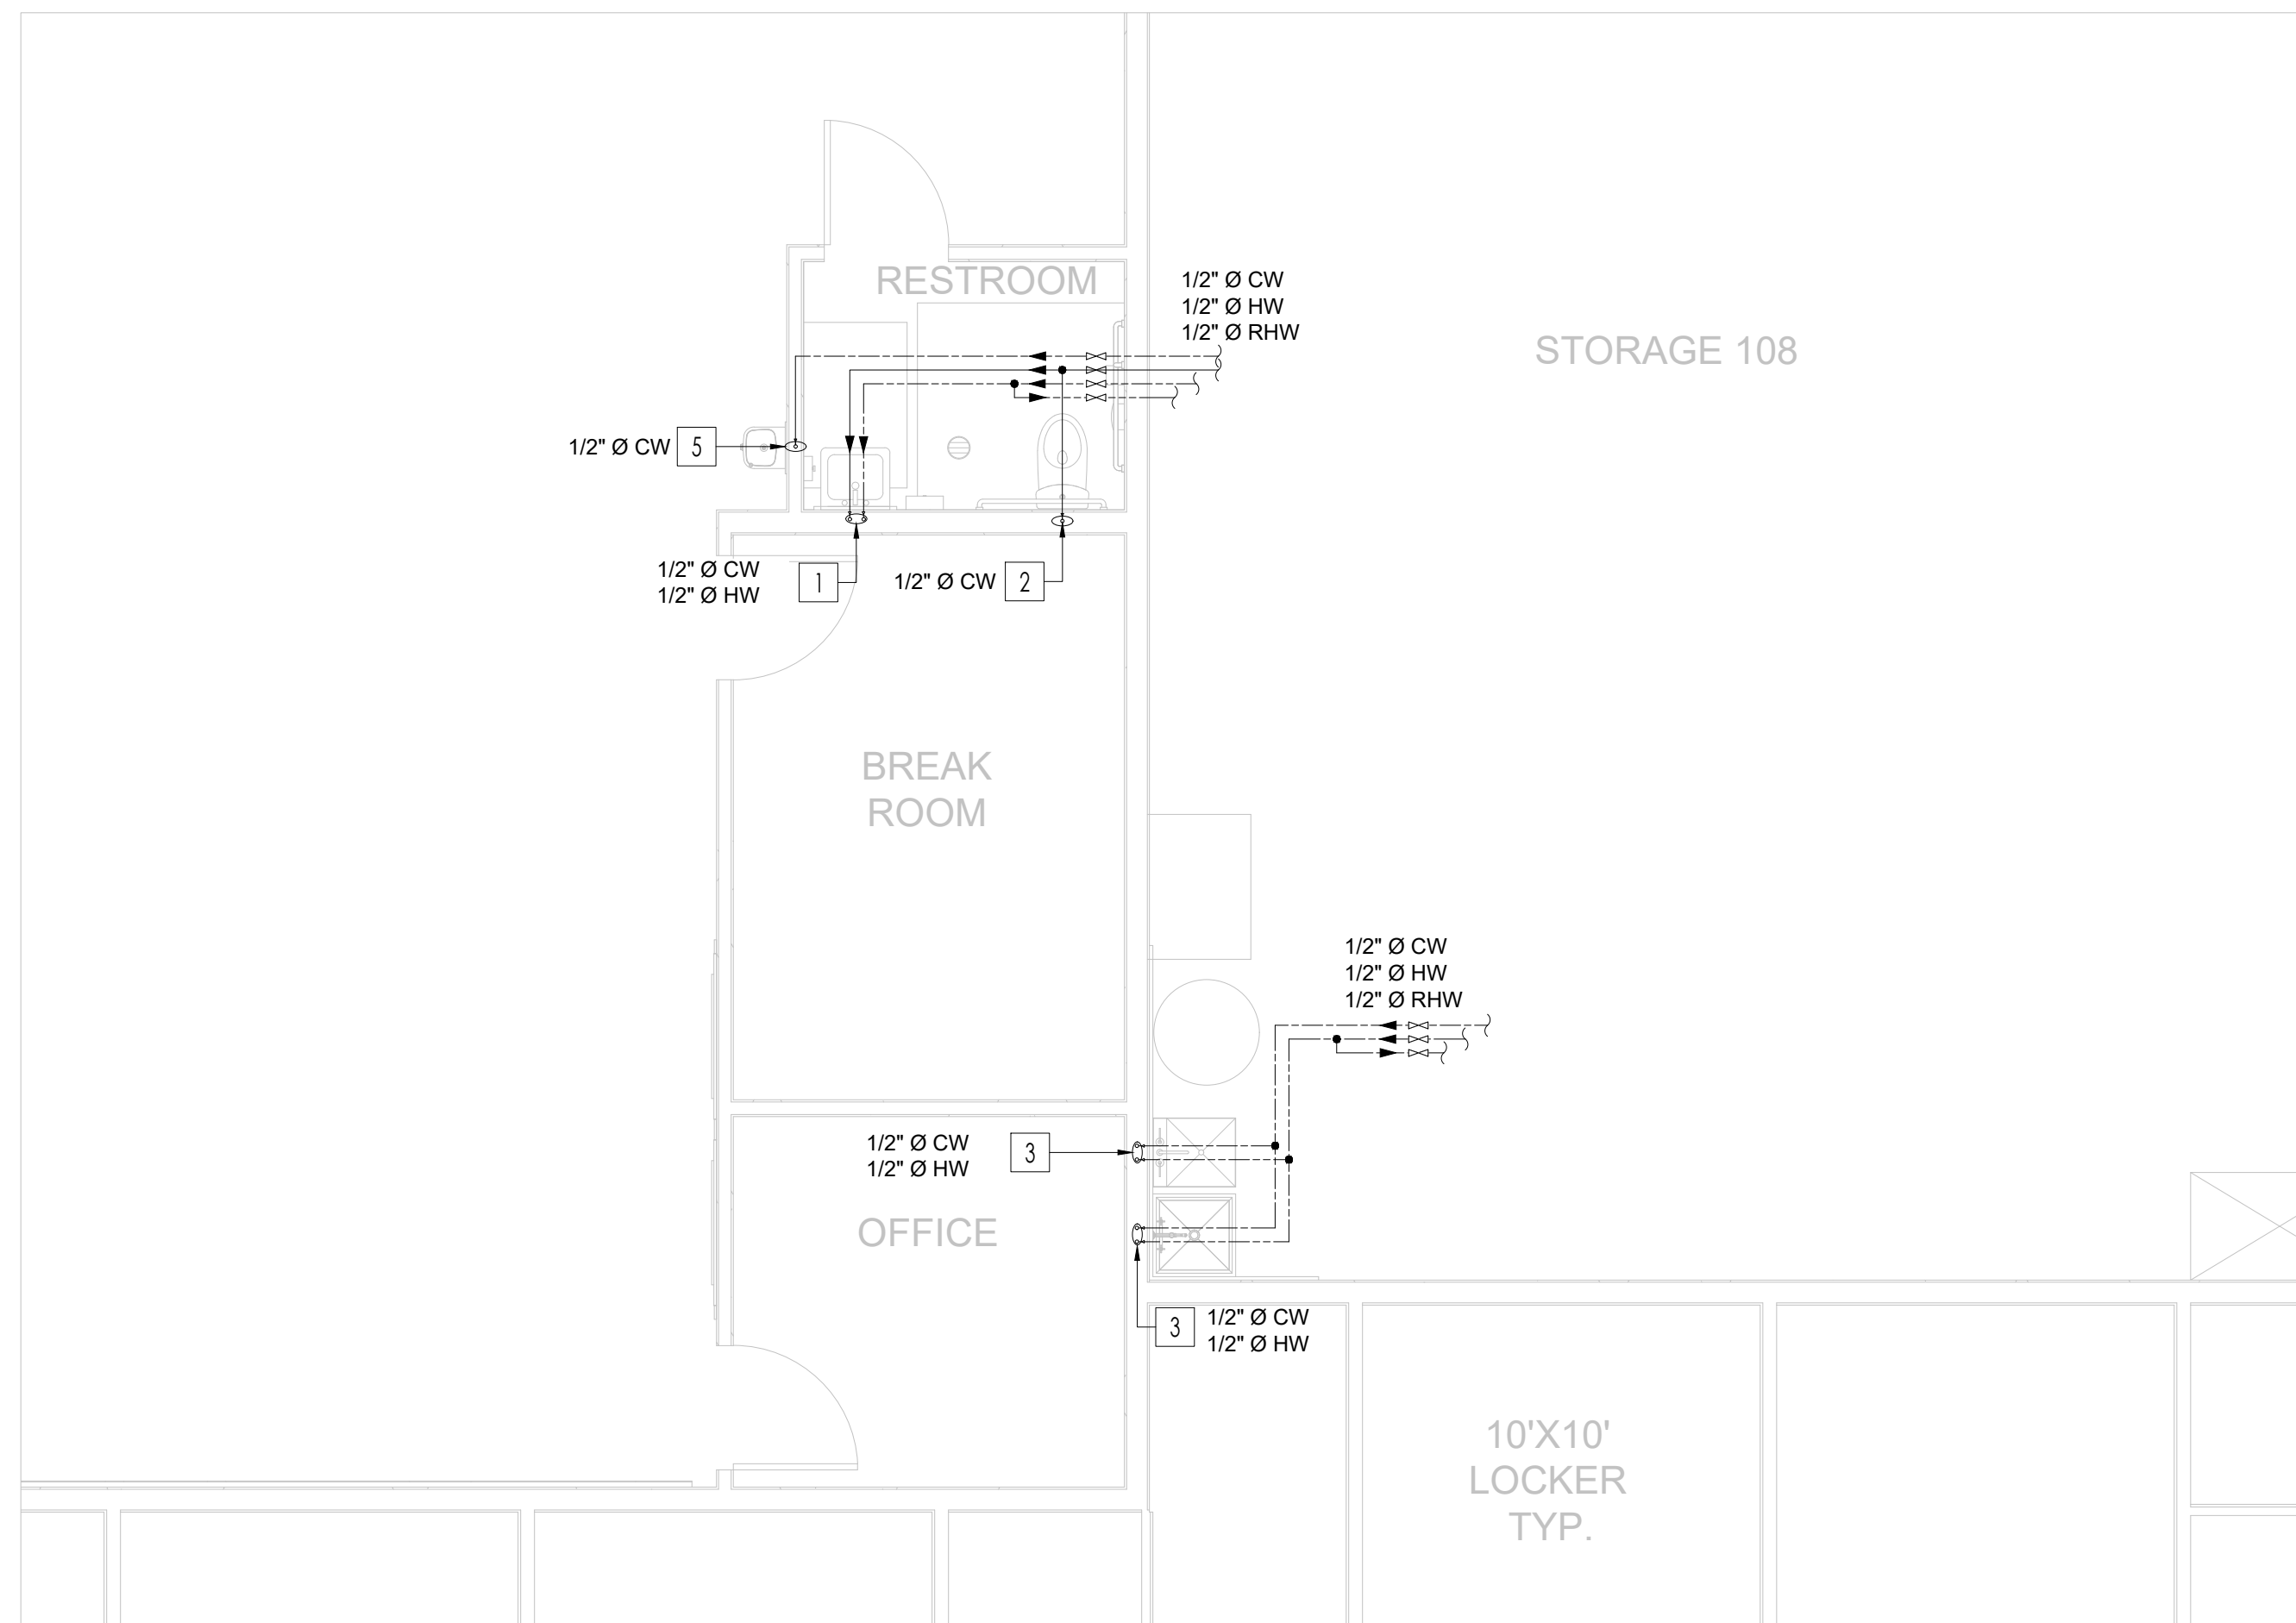 RESTROOM
1/2" Ø CW
1/2" Ø HW
1/2" Ø RHW
STORAGE 108
1/2" Ø CW
5
1/2" Ø CW
1/2" Ø HW
1
1/2" Ø CW
2
BREAK
ROOM
1/2" Ø CW
1/2" Ø HW
1/2" Ø RHW
1/2" Ø CW
1/2" Ø HW
3
OFFICE
3
1/2" Ø CW
1/2" Ø HW
10'X10'
LOCKER
TYP.